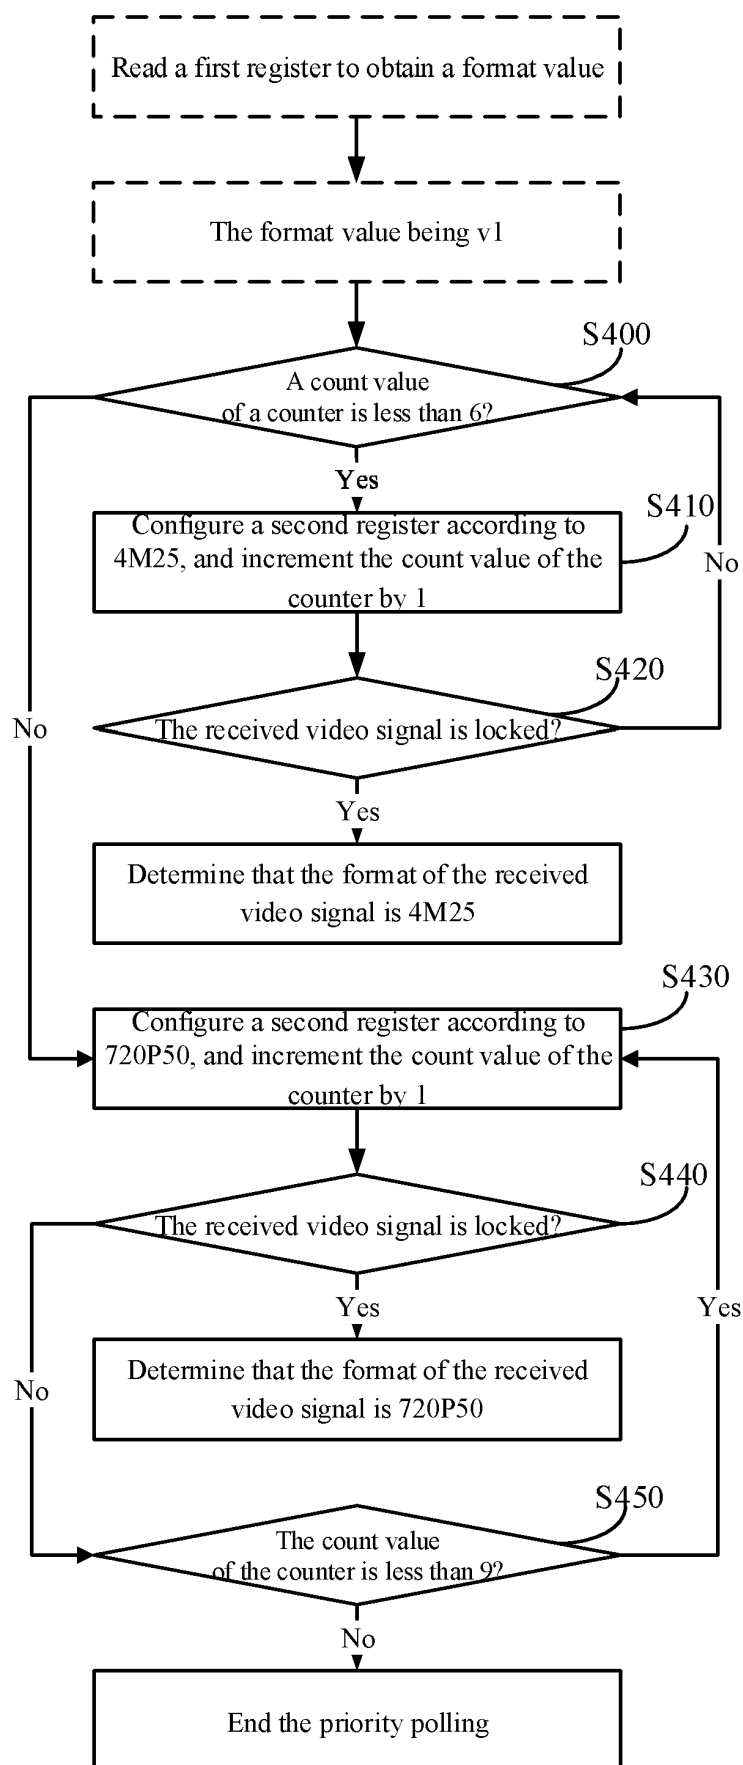 Read a first register to obtain a format value
The format value being v1
S400
A count value
of a counter is less than 6?
Yes
S410
Configure a second register according to
4M25, and increment the count value of the
counter by 1
No
S420
The received video signal is locked?
No
Yes
Determine that the format of the received
video signal is 4M25
S430
Configure a second register according to
720P50, and increment the count value of the
counter by 1
S440
The received video signal is locked?
Yes
Yes
Determine that the format of the received
video signal is 720P50
No
S450
The count value
of the counter is less than 9?
No
End the priority polling